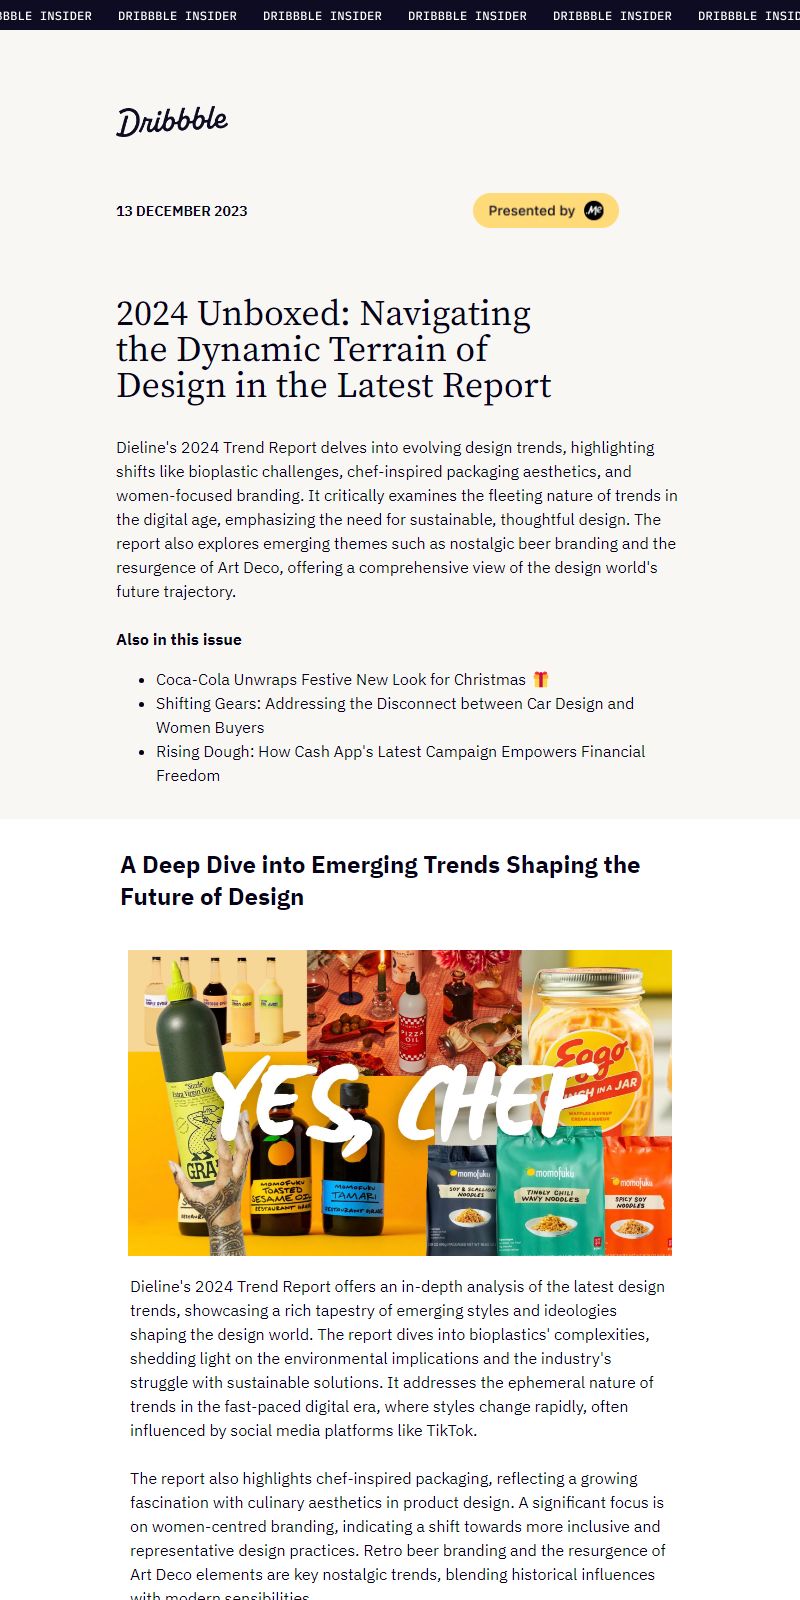 DRIBBBLE INSIDER DRIBBBLE INSIDER DRIBBBLE INSIDER DRIBBBLE INSIDER
Dribbble
13 DECEMBER 2023
Presented by Me
2024 Unboxed: Navigating
the Dynamic Terrain of
Design in the Latest Report
Dieline's 2024 Trend Report delves into evolving design trends, highlighting
shifts like bioplastic challenges, chef-inspired packaging aesthetics, and
women-focused branding. It critically examines the fleeting nature of trends in
the digital age, emphasizing the need for sustainable, thoughtful design. The
report also explores emerging themes such as nostalgic beer branding and the
resurgence of Art Deco, offering a comprehensive view of the design world's
future trajectory.
Also in this issue
• Coca-Cola Unwraps Festive New Look for Christmas 🎁
• Shifting Gears: Addressing the Disconnect between Car Design and
Women Buyers
• Rising Dough: How Cash App's Latest Campaign Empowers Financial
Freedom
A Deep Dive into Emerging Trends Shaping the
Future of Design
YES, CHEF
PIZZA
OIL
Eggo
IN A JAR
WAFFLES & SYRUP
CREAM LIQUEUR
"Sizzle"
Extra Virgin
momofuku
TOASTED
SESAME OIL
RESTAURANT GRADE
momofuku
TAMARI
RESTAURANT GRADE
momofuku
SOY & SCALLION
NOODLES
momofuku
TINGLY CHILI
WAVY NOODLES
momofuku
SPICY SOY
NOODLES
Dieline's 2024 Trend Report offers an in-depth analysis of the latest design
trends, showcasing a rich tapestry of emerging styles and ideologies
shaping the design world. The report dives into bioplastics' complexities,
shedding light on the environmental implications and the industry's
struggle with sustainable solutions. It addresses the ephemeral nature of
trends in the fast-paced digital era, where styles change rapidly, often
influenced by social media platforms like TikTok.
The report also highlights chef-inspired packaging, reflecting a growing
fascination with culinary aesthetics in product design. A significant focus is
on women-centred branding, indicating a shift towards more inclusive and
representative design practices. Retro beer branding and the resurgence of
Art Deco elements are key nostalgic trends, blending historical influences
with modern sensibilities.